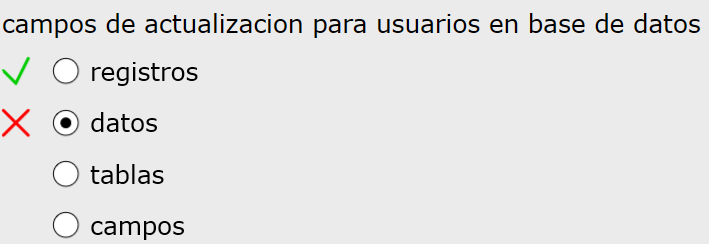 campos de actualizacion para usuarios en base de datos
registros
datos
tablas
campos